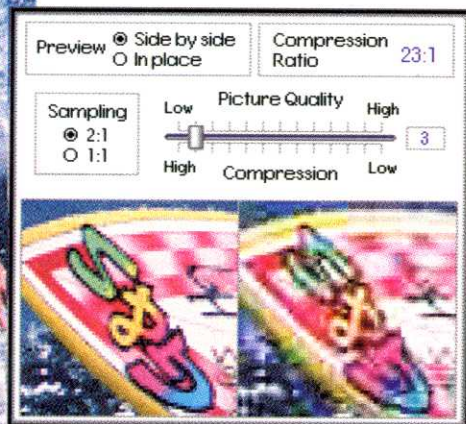 Preview
Side by side
In place
Compression
Ratio
23:1
Sampling
2:1
1:1
Low
Picture Quality
High
3
High
Compression
Low